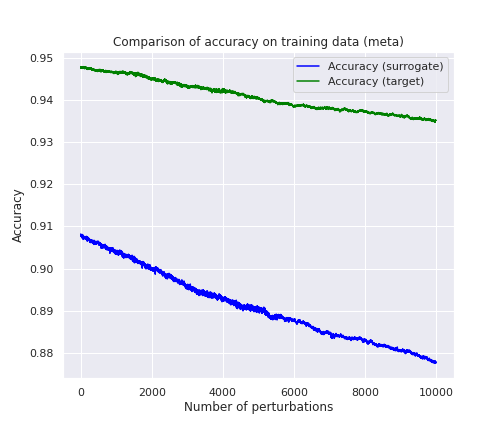 Comparison of accuracy on training data (meta)
Accuracy (surrogate)
Accuracy (target)
0.95
0.94
0.93
0.92
0.91
0.90
0.89
0.88
Accuracy
0 2000 4000 6000 8000 10000
Number of perturbations